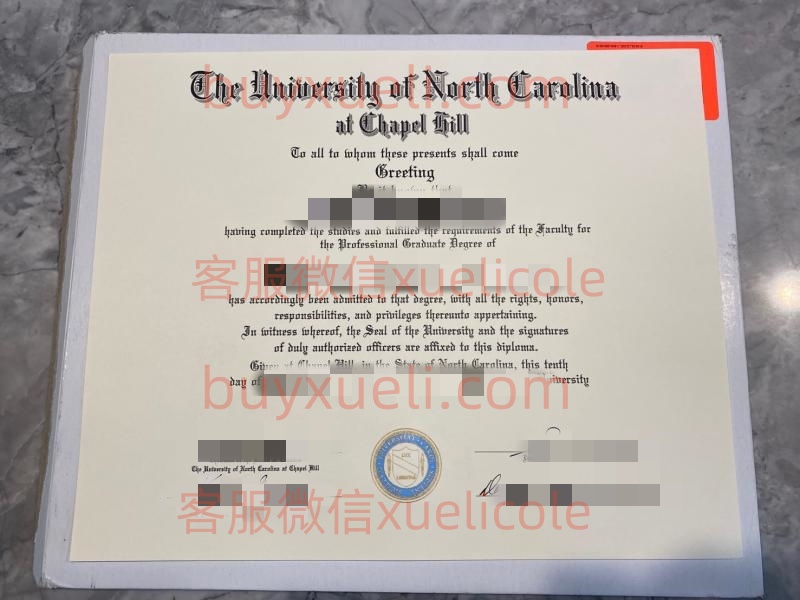 The University of North Carolina
buyxueli.com
at Chapel Hill
To all to whom these presents shall come
Greeting
having completed the studies and fulfilled the requirements of the Faculty for
the Professional Graduate Degree of
客服微信xuelicole
has accordingly been admitted to that degree, with all the rights, honors,
responsibilities, and privileges thereunto appertaining.
In witness whereof, the Seal of the University and the signatures
of duly authorized officers are affixed to this diploma.
Given at Chapel Hill, in the State of North Carolina, this tenth
day of
buyxueli.com
The University of North Carolina at Chapel Hill
客服微信xuelicole